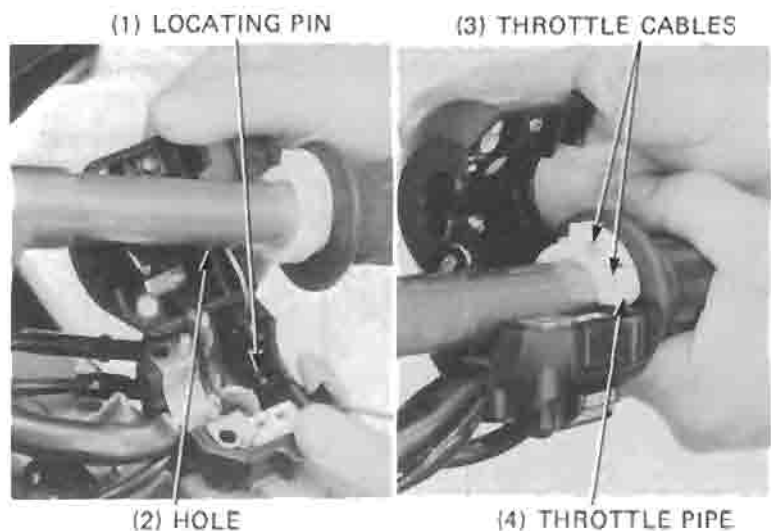 (1) LOCATING PIN
(3) THROTTLE CABLES
(2) HOLE
(4) THROTTLE PIPE